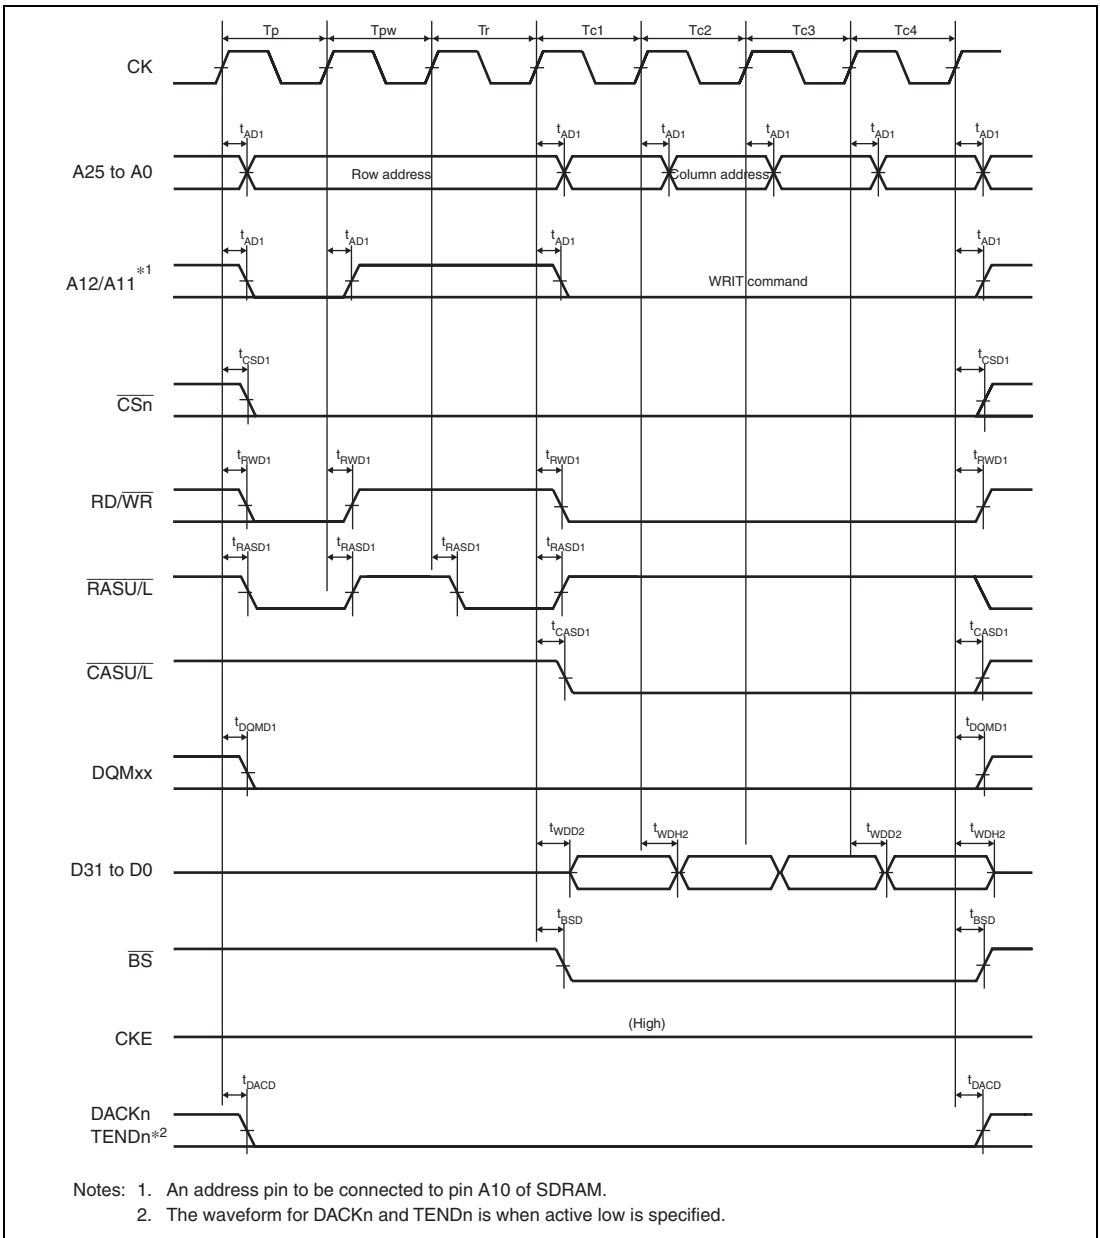 Tp Tpw Tr Tc1 Tc2 Tc3 Tc4
CK
tAD1 tAD1 tAD1 tAD1 tAD1 tAD1
A25 to A0 Row address Column address
tAD1 tAD1 tAD1 tAD1
A12/A11*1 WRIT command
tCSD1 tCSD1
CSn
tRWD1 tRWD1 tRWD1 tRWD1
RD/WR
tRASD1 tRASD1 tRASD1 tRASD1
RASU/L
tCASD1 tCASD1
CASU/L
tDQMD1 tDQMD1
DQMxx
tWDD2 tWDH2 tWDD2 tWDH2
D31 to D0
tBSD tBSD
BS
(High)
CKE
tDACD tDACD
DACKn
TENDn*2
Notes: 1. An address pin to be connected to pin A10 of SDRAM.
2. The waveform for DACKn and TENDn is when active low is specified.